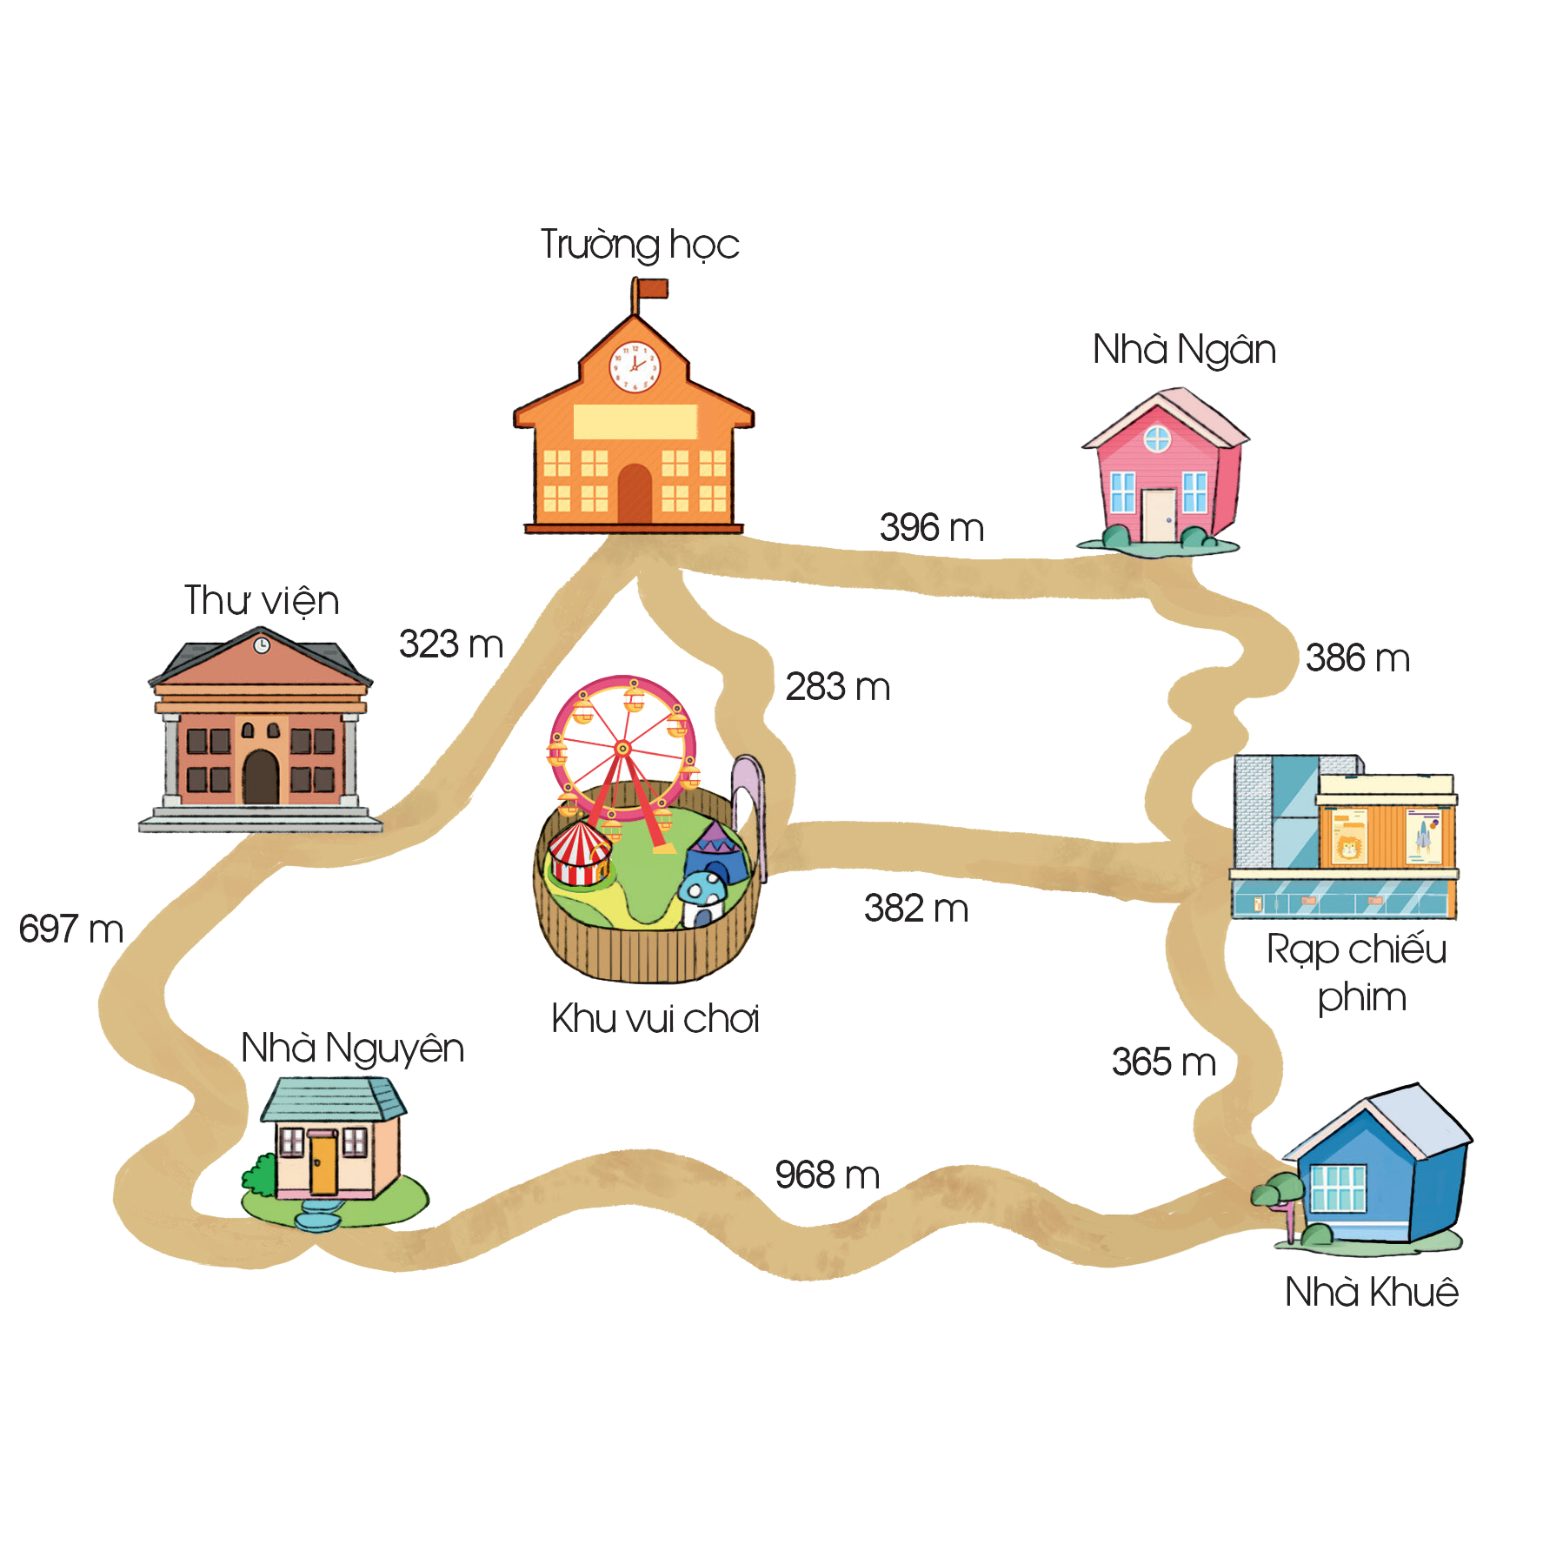 Trường học
Nhà Ngân
396 m
Thư viện
323 m
386 m
283 m
382 m
697 m
Rạp chiếu
phim
Khu vui chơi
Nhà Nguyên
365 m
968 m
Nhà Khuê